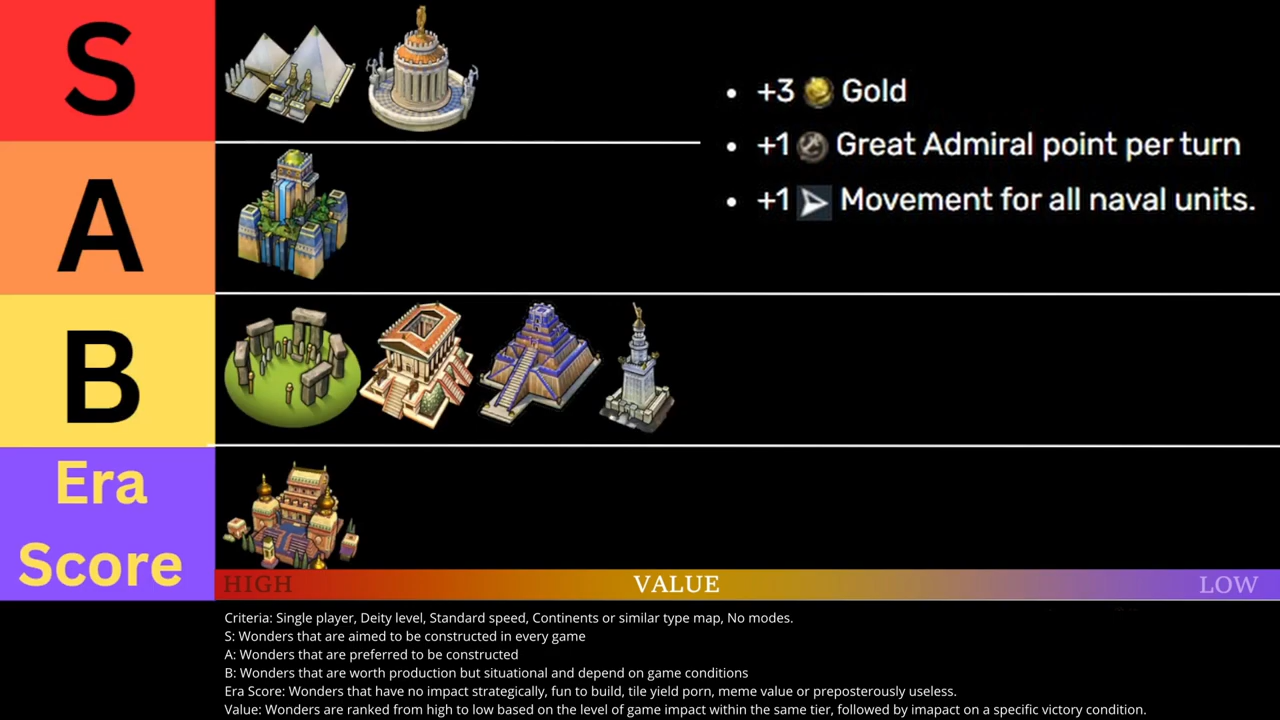 S
+3 Gold
+1 Great Admiral point per turn
+1 Movement for all naval units.
A
B
Era
Score
HIGH VALUE LOW
Criteria: Single player, Deity level, Standard speed, Continents or similar type map, No modes.
S: Wonders that are aimed to be constructed in every game
A: Wonders that are preferred to be constructed
B: Wonders that are worth production but situational and depend on game conditions
Era Score: Wonders that have no impact strategically, fun to build, tile yield porn, meme value or preposterously useless.
Value: Wonders are ranked from high to low based on the level of game impact within the same tier, followed by imapact on a specific victory condition.